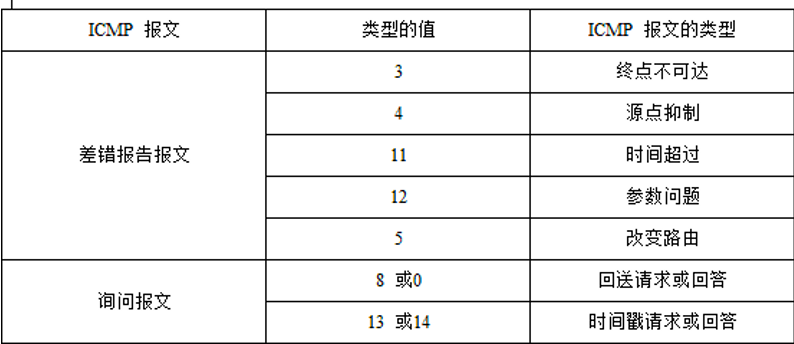 ICMP 报文 类型的值 ICMP 报文的类型
3 终点不可达
4 源点抑制
差错报告报文 11 时间超过
12 参数问题
5 改变路由
询问报文 8 或0 回送请求或回答
13 或14 时间戳请求或回答